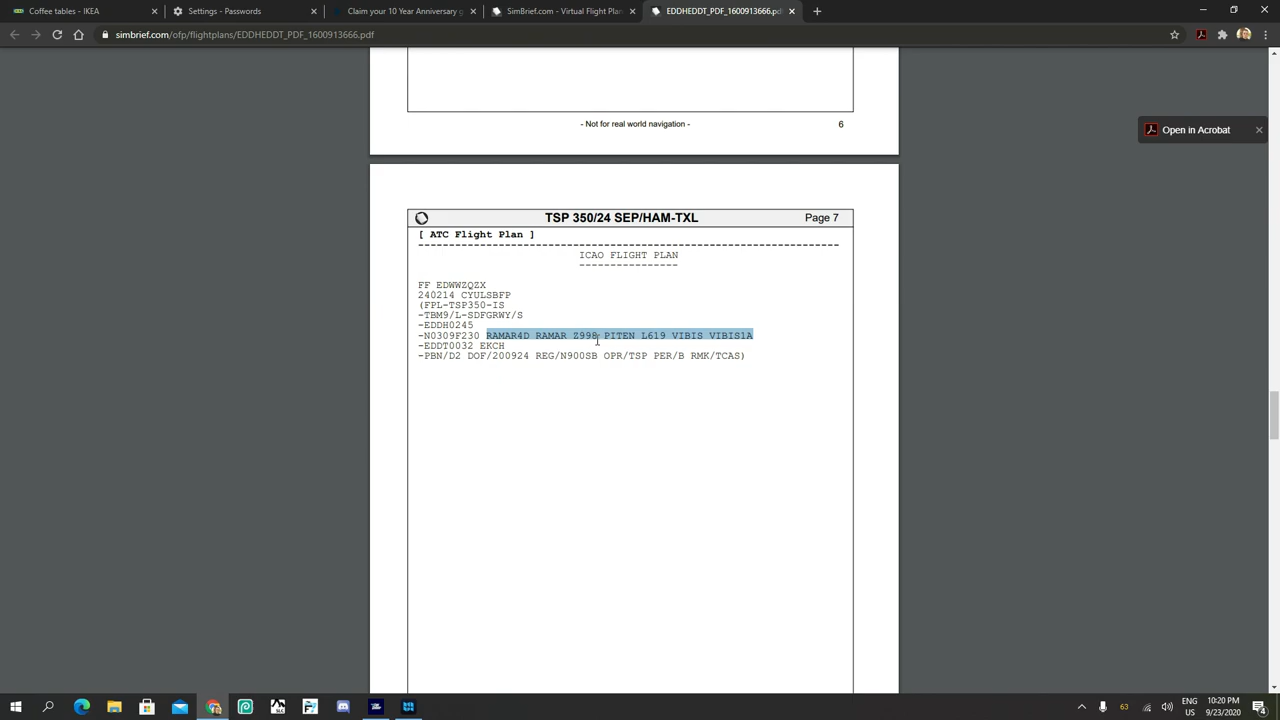 Coffee tables - IKEA
Settings - Passwords
Claim your 10 Year Anniversary
SimBrief.com - Virtual Flight Plan
EDDHEDDT_PDF_1600913666.pdf
simbrief.com/ofp/flightplans/EDDHEDDT_PDF_1600913666.pdf
- Not for real world navigation -
6
Open in Acrobat
TSP 350/24 SEP/HAM-TXL
Page 7
[ ATC Flight Plan ]
--------------------------------------------------------------------
ICAO FLIGHT PLAN
----------------
FF EDWWZQZX
240214 CYULSBFP
(FPL-TSP350-IS
-TBM9/L-SDFGRWY/S
-EDDH0245
-N0309F230 RAMAR4D RAMAR Z998 PITEN L619 VIBIS VIBIS1A
-EDDT0032 EKCH
-PBN/D2 DOF/200924 REG/N900SB OPR/TSP PER/B RMK/TCAS)
63
ENG
US
10:20 PM
9/23/2020